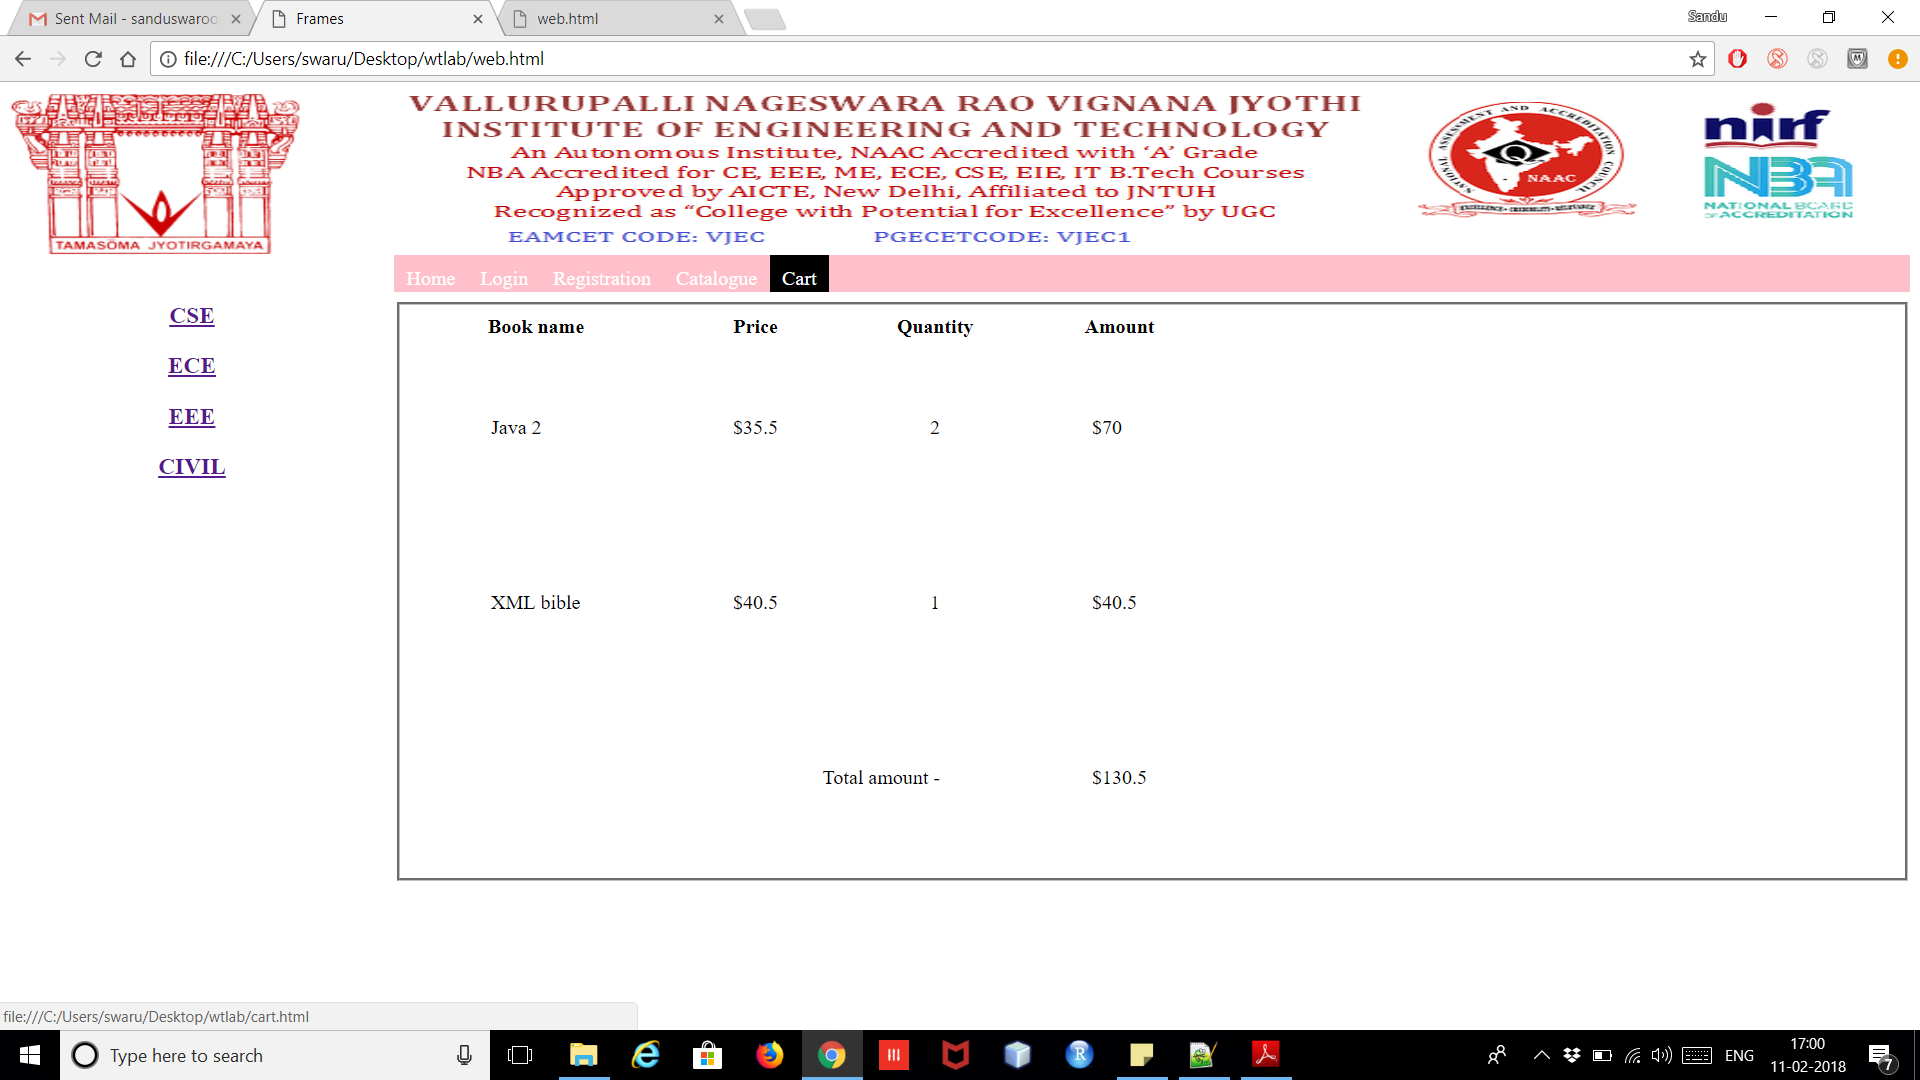 Sent Mail - sanduswaroo
Frames
web.html
Sandu
file:///C:/Users/swaru/Desktop/wtlab/web.html
TAMASOMA JYOTIRGAMAYA
VALLURUPALLI NAGESWARA RAO VIGNANA JYOTHI
INSTITUTE OF ENGINEERING AND TECHNOLOGY
An Autonomous Institute, NAAC Accredited with ‘A’ Grade
NBA Accredited for CE, EEE, ME, ECE, CSE, EIE, IT B.Tech Courses
Approved by AICTE, New Delhi, Affiliated to JNTUH
Recognized as “College with Potential for Excellence” by UGC
EAMCET CODE: VJEC PGECETCODE: VJEC1
NATIONAL ASSESSMENT AND ACCREDITATION COUNCIL
NAAC
EXCELLENCE • CREDIBILITY • RELEVANCE
nirf
NBA
NATIONAL BOARD
OF ACCREDITATION
Home Login Registration Catalogue Cart
CSE
ECE
EEE
CIVIL
Book name Price Quantity Amount
Java 2 $35.5 2 $70
XML bible $40.5 1 $40.5
Total amount - $130.5
file:///C:/Users/swaru/Desktop/wtlab/cart.html
Type here to search
ENG
17:00
11-02-2018
7